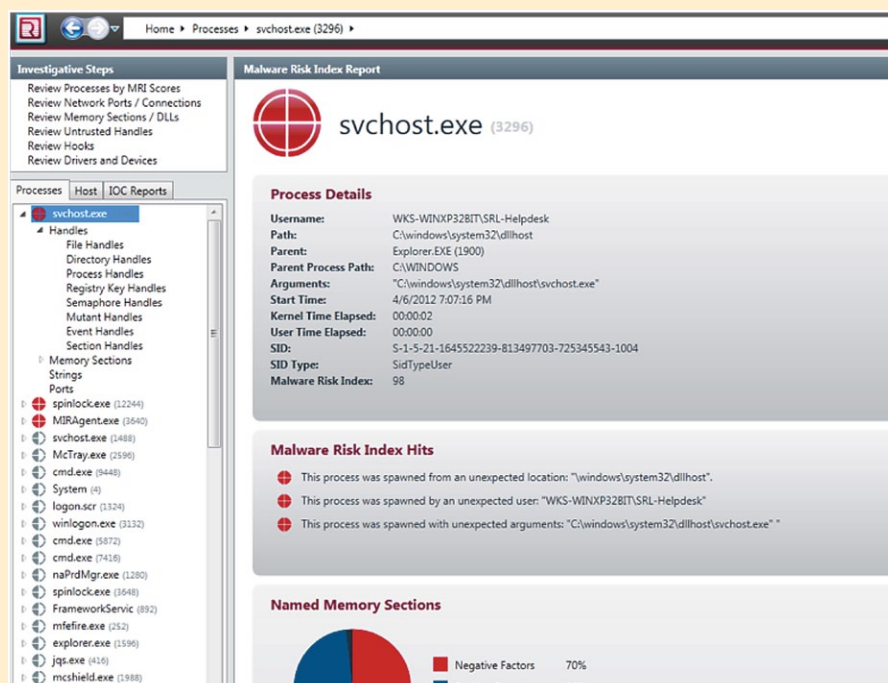 Home ▸ Processes ▸ svchost.exe (3296) ▸
Investigative Steps
Review Processes by MRI Scores
Review Network Ports / Connections
Review Memory Sections / DLLs
Review Untrusted Handles
Review Hooks
Review Drivers and Devices
Processes Host IOC Reports
svchost.exe
Handles
File Handles
Directory Handles
Process Handles
Registry Key Handles
Semaphore Handles
Mutant Handles
Event Handles
Section Handles
Memory Sections
Strings
Ports
spinlock.exe (12244)
MIRAgent.exe (3640)
svchost.exe (1488)
McTray.exe (2596)
cmd.exe (9448)
System (4)
logon.scr (1324)
winlogon.exe (3132)
cmd.exe (5872)
cmd.exe (7416)
naPrdMgr.exe (1280)
spinlock.exe (3648)
FrameworkServic (892)
mfefire.exe (252)
explorer.exe (1596)
jqs.exe (416)
mcshield.exe (1988)
Malware Risk Index Report
svchost.exe (3296)
Process Details
Username: WKS-WINXP32BIT\SRL-Helpdesk
Path: C:\windows\system32\dllhost
Parent: Explorer.EXE (1900)
Parent Process Path: C:\WINDOWS
Arguments: "C:\windows\system32\dllhost\svchost.exe"
Start Time: 4/6/2012 7:07:16 PM
Kernel Time Elapsed: 00:00:02
User Time Elapsed: 00:00:00
SID: S-1-5-21-1645522239-813497703-725345543-1004
SID Type: SidTypeUser
Malware Risk Index: 98
Malware Risk Index Hits
This process was spawned from an unexpected location: "\windows\system32\dllhost".
This process was spawned by an unexpected user: "WKS-WINXP32BIT\SRL-Helpdesk"
This process was spawned with unexpected arguments: "C:\windows\system32\dllhost\svchost.exe" "
Named Memory Sections
Negative Factors 70%